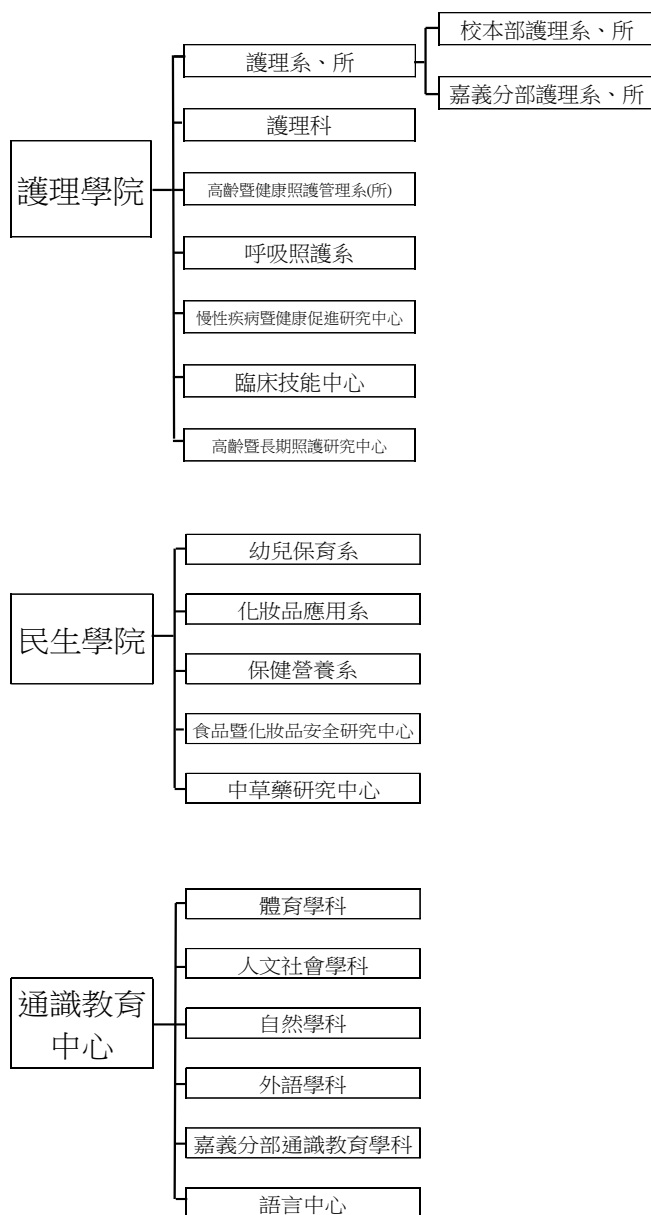 校本部護理系、所
護理系、所
嘉義分部護理系、所
護理科
護理學院
高齡暨健康照護管理系(所)
呼吸照護系
慢性疾病暨健康促進研究中心
臨床技能中心
高齡暨長期照護研究中心
幼兒保育系
化妝品應用系
民生學院
保健營養系
食品暨化妝品安全研究中心
中草藥研究中心
體育學科
人文社會學科
通識教育
中心
自然學科
外語學科
嘉義分部通識教育學科
語言中心